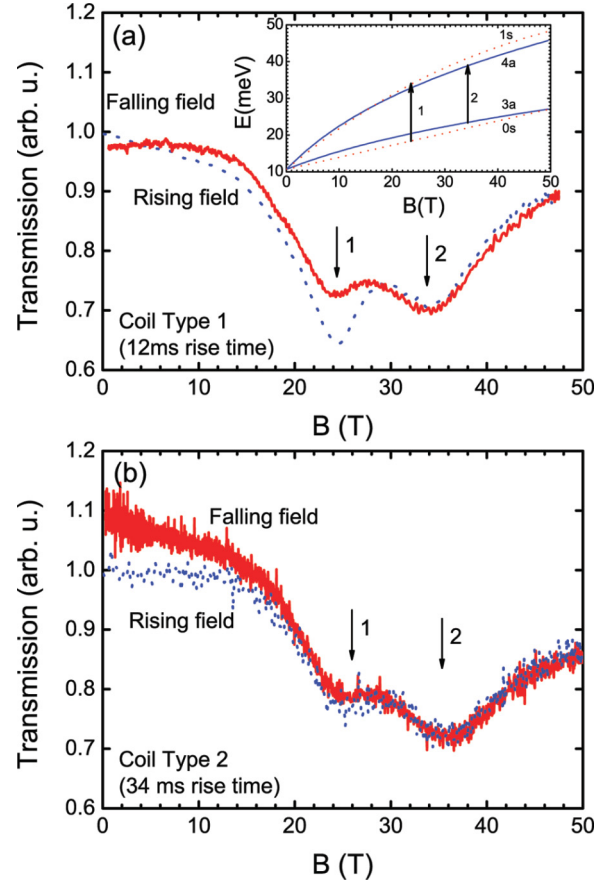 (a)
Falling field
Rising field
1
2
Coil Type 1
(12ms rise time)
Transmission (arb. u.)
1.2
1.1
1.0
0.9
0.8
0.7
0.6
0
10
20
30
40
50
B (T)
E(meV)
50
40
30
20
10
0
10
20
30
40
50
B(T)
1s
4a
3a
0s
1
2
(b)
Falling field
Rising field
1
2
Coil Type 2
(34 ms rise time)
Transmission (arb. u.)
1.2
1.1
1.0
0.9
0.8
0.7
0.6
0
10
20
30
40
50
B (T)